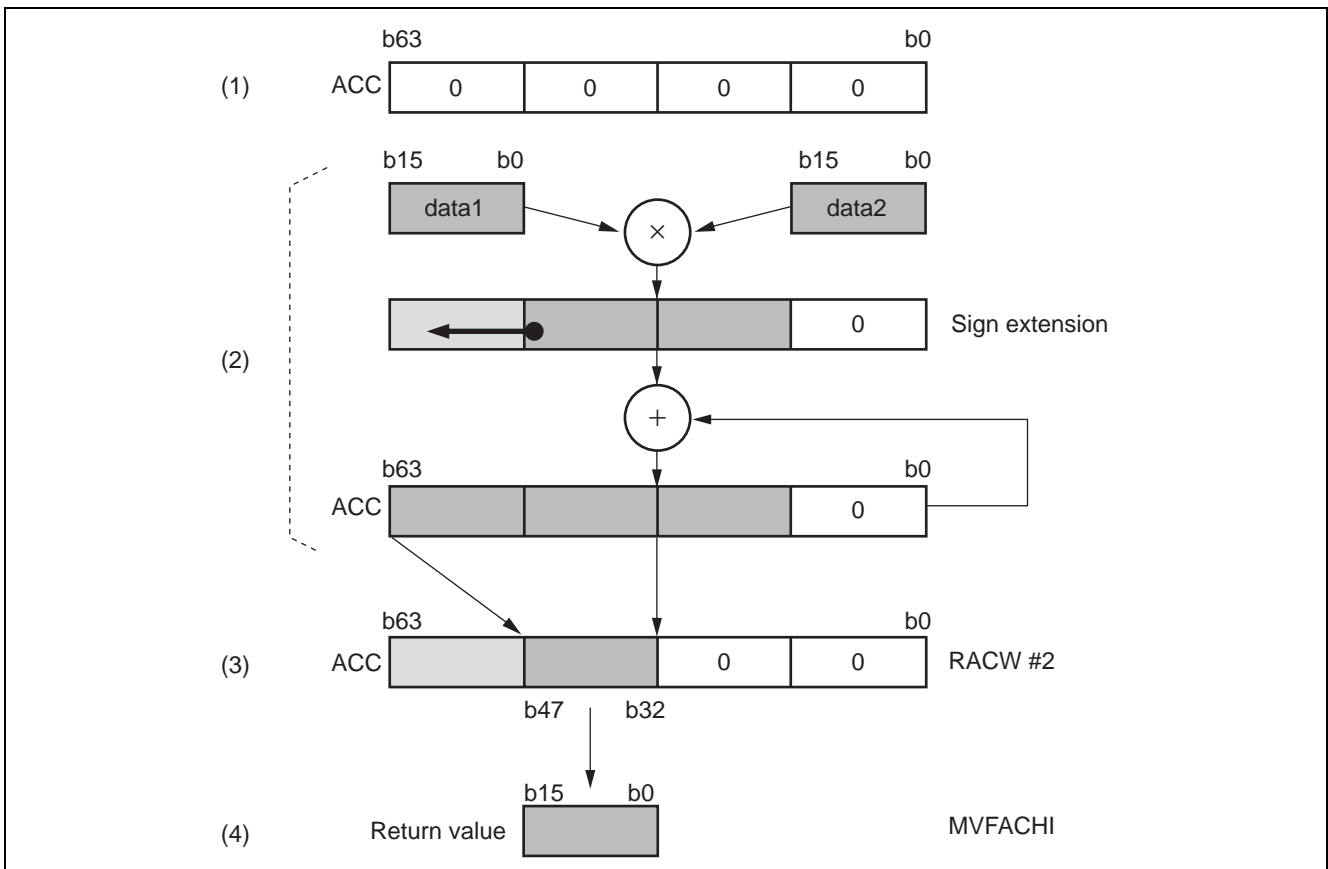 b63 b0
(1) ACC 0 0 0 0
b15 b0 b15 b0
data1 × data2
0 Sign extension
(2)
+
b63 b0
ACC 0
b63 b0
(3) ACC 0 0 RACW #2
b47 b32
b15 b0
(4) Return value MVFACHI